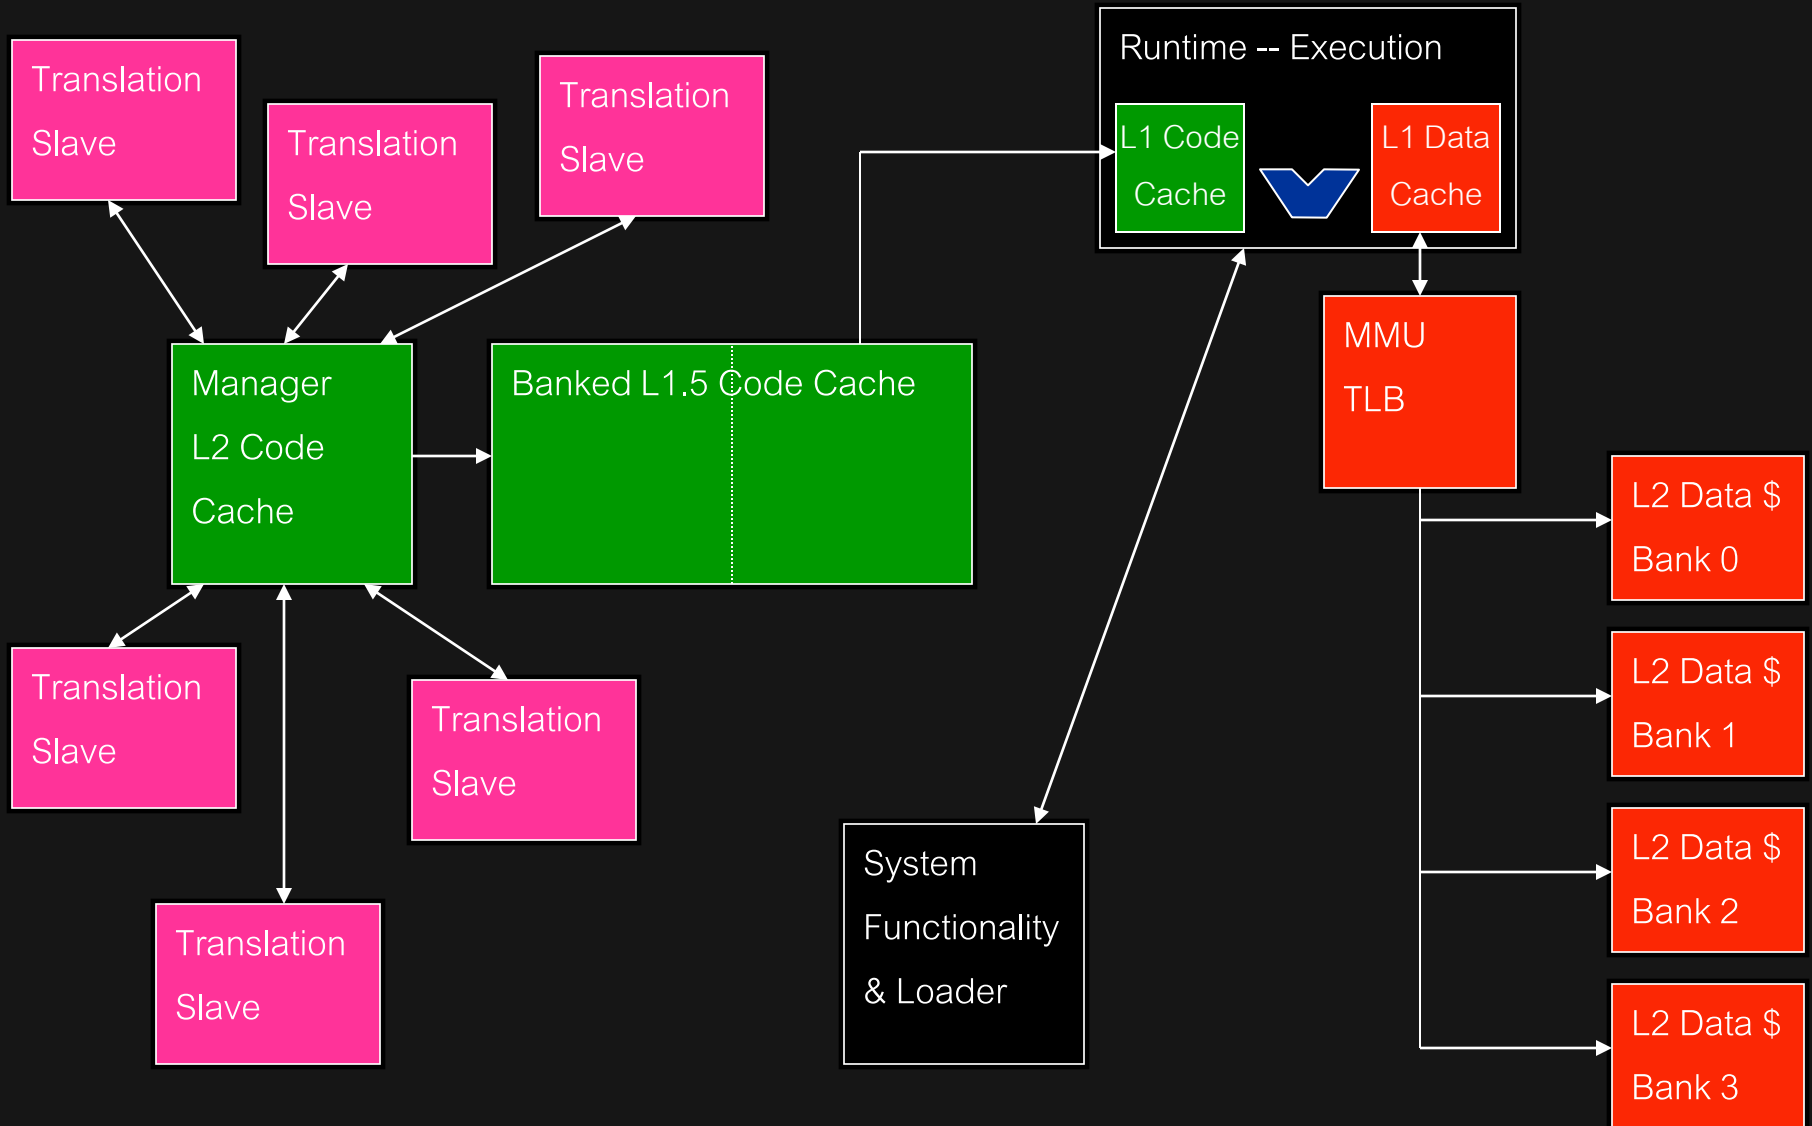 Translation
Slave
Translation
Slave
Translation
Slave
Runtime -- Execution
L1 Code
Cache
L1 Data
Cache
Manager
L2 Code
Cache
Banked L1.5 Code Cache
MMU
TLB
L2 Data $
Bank 0
L2 Data $
Bank 1
L2 Data $
Bank 2
L2 Data $
Bank 3
Translation
Slave
Translation
Slave
Translation
Slave
System
Functionality
& Loader